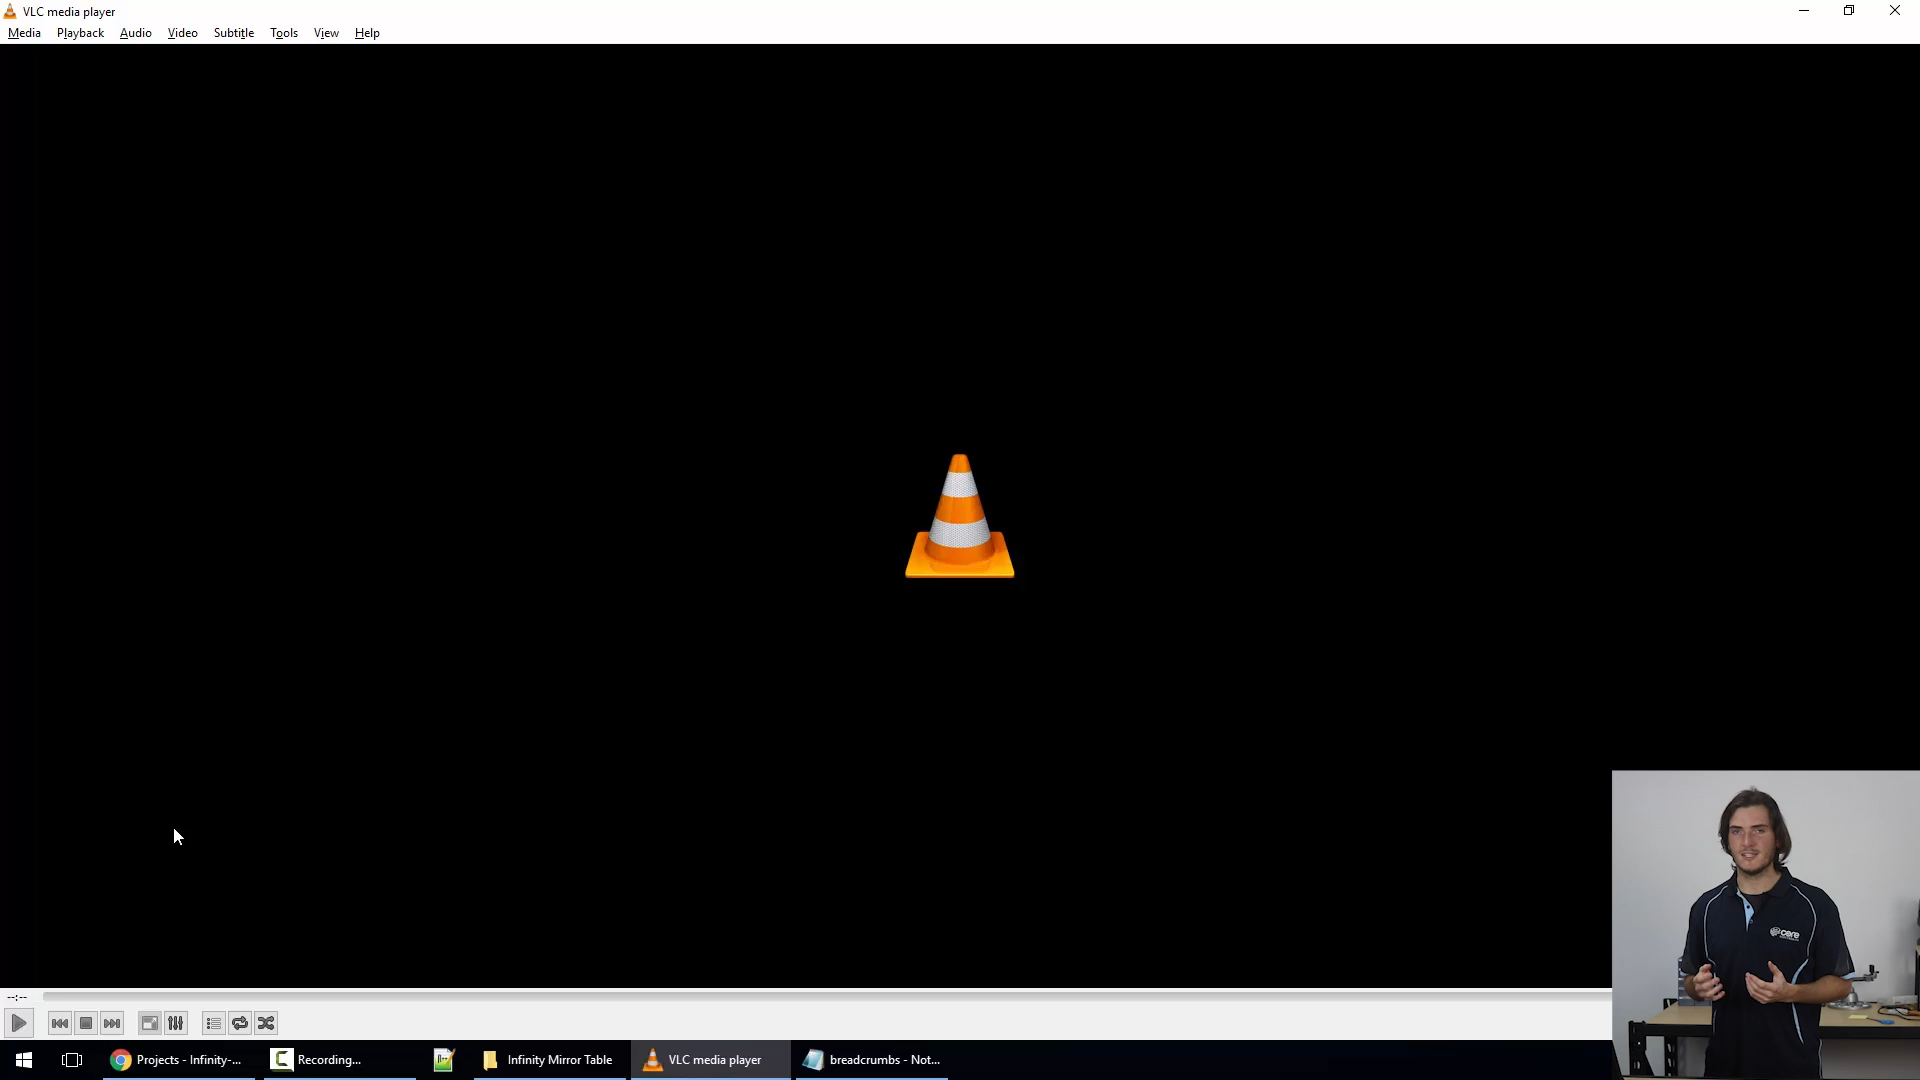 VLC media player
Media Playback Audio Video Subtitle Tools View Help
core
--:--
Projects - Infinity-... Recording... Infinity Mirror Table VLC media player breadcrumbs - Not...